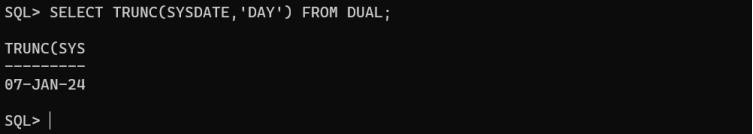 SQL> SELECT TRUNC(SYSDATE,'DAY') FROM DUAL;
TRUNC(SYS
---------
07-JAN-24
SQL>